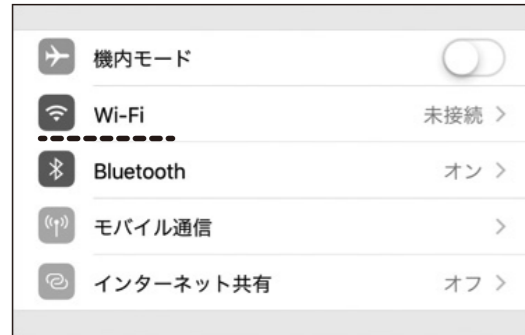 機内モード
Wi-Fi 未接続
Bluetooth オン
モバイル通信
インターネット共有 オフ